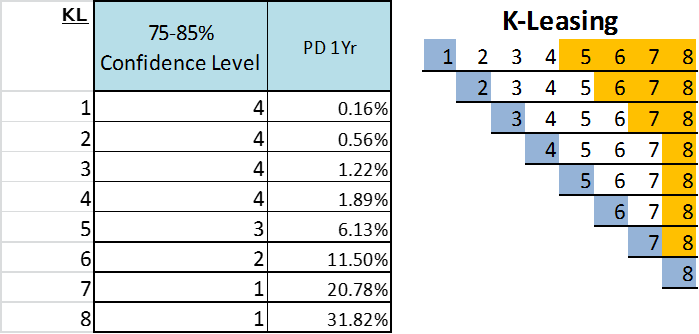 KL 75-85% Confidence Level PD 1Yr
1 4 0.16%
2 4 0.56%
3 4 1.22%
4 4 1.89%
5 3 6.13%
6 2 11.50%
7 1 20.78%
8 1 31.82%
K-Leasing
1 2 3 4 5 6 7 8
2 3 4 5 6 7 8
3 4 5 6 7 8
4 5 6 7 8
5 6 7 8
6 7 8
7 8
8